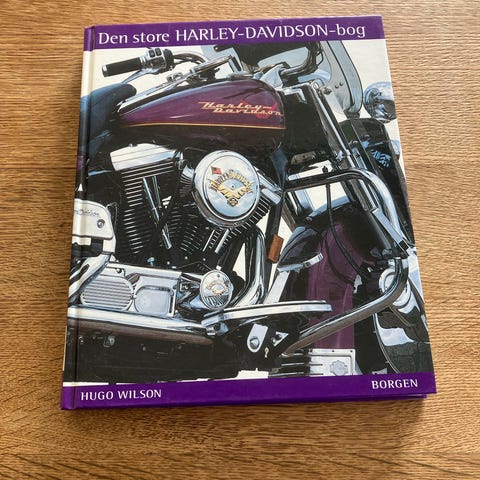 Den store HARLEY-DAVIDSON-bog
Harley-
Davidson
HUGO WILSON
BORGEN